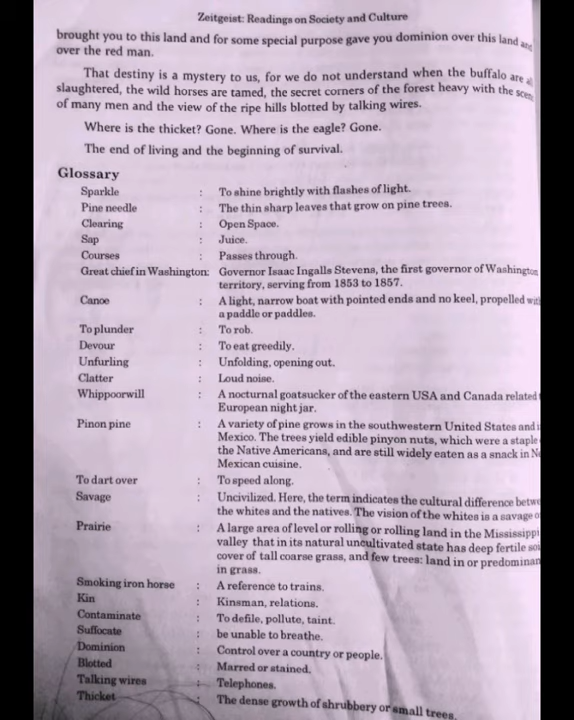 Zeitgeist: Readings on Society and Culture
brought you to this land and for some special purpose gave you dominion over this land and
over the red man.
That destiny is a mystery to us, for we do not understand when the buffalo are all
slaughtered, the wild horses are tamed, the secret corners of the forest heavy with the scent
of many men and the view of the ripe hills blotted by talking wires.
Where is the thicket? Gone. Where is the eagle? Gone.
The end of living and the beginning of survival.
Glossary
Sparkle : To shine brightly with flashes of light.
Pine needle : The thin sharp leaves that grow on pine trees.
Clearing : Open Space.
Sap : Juice.
Courses : Passes through.
Great chief in Washington: Governor Isaac Ingalls Stevens, the first governor of Washington
territory, serving from 1853 to 1857.
Canoe : A light, narrow boat with pointed ends and no keel, propelled with
a paddle or paddles.
To plunder : To rob.
Devour : To eat greedily.
Unfurling : Unfolding, opening out.
Clatter : Loud noise.
Whippoorwill : A nocturnal goatsucker of the eastern USA and Canada related
European night jar.
Pinon pine : A variety of pine grows in the southwestern United States and
Mexico. The trees yield edible pinyon nuts, which were a staple
the Native Americans, and are still widely eaten as a snack in
Mexican cuisine.
To dart over : To speed along.
Savage : Uncivilized. Here, the term indicates the cultural difference
the whites and the natives. The vision of the whites is a savage
Prairie : A large area of level or rolling or rolling land in the Mississippi
valley that in its natural uncultivated state has deep fertile
cover of tall coarse grass, and few trees: land in or
in grass.
Smoking iron horse : A reference to trains.
Kin : Kinsman, relations.
Contaminate : To defile, pollute, taint.
Suffocate : be unable to breathe.
Dominion : Control over a country or people.
Blotted : Marred or stained.
Talking wires : Telephones.
Thicket : The dense growth of shrubbery or small trees.